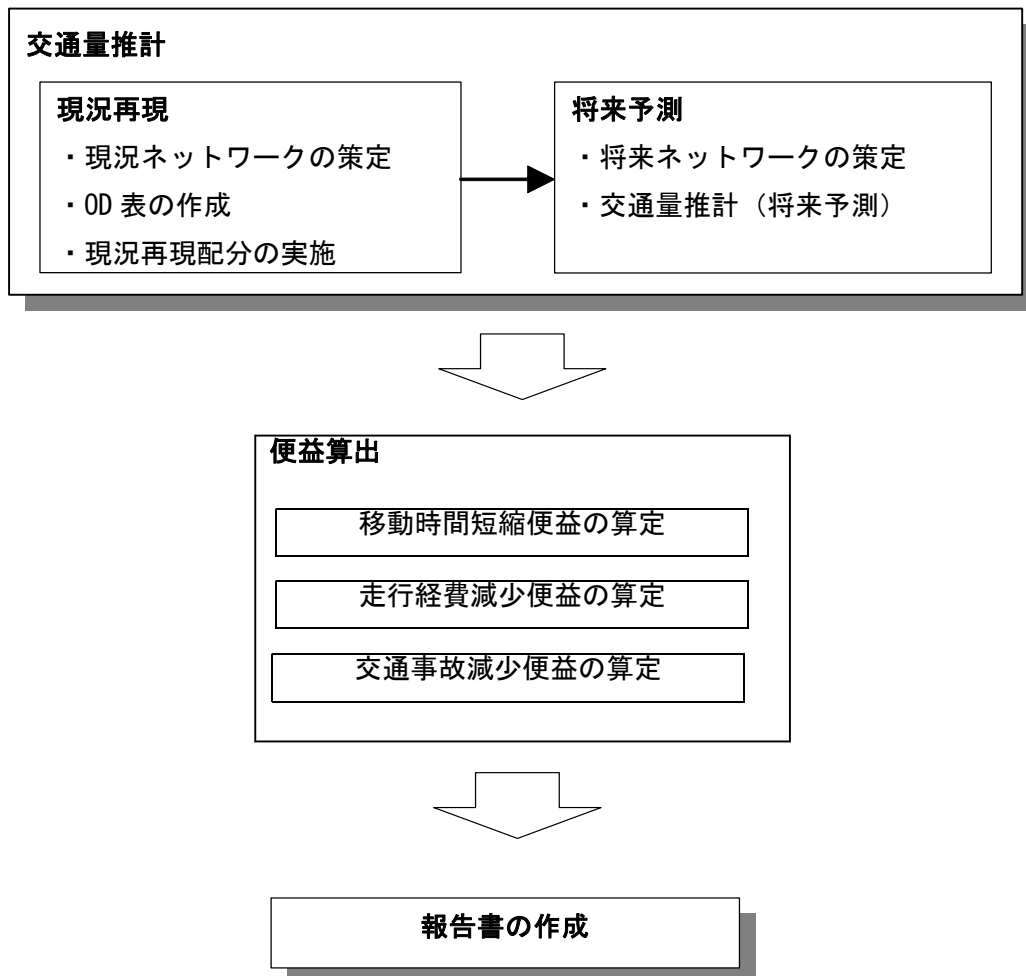 交通量推計
現況再現
・現況ネットワークの策定
・OD 表の作成
・現況再現配分の実施
将来予測
・将来ネットワークの策定
・交通量推計（将来予測）
便益算出
移動時間短縮便益の算定
走行経費減少便益の算定
交通事故減少便益の算定
報告書の作成